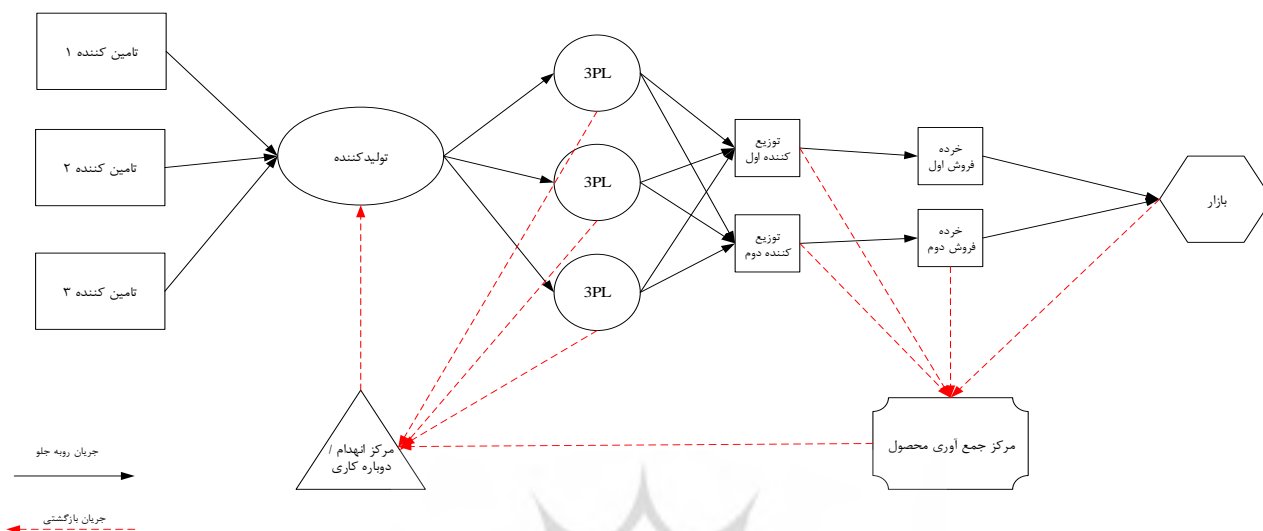 تامین کننده ۱
تامین کننده ۲
تامین کننده ۳
تولیدکننده
3PL
3PL
3PL
توزیع
کننده اول
توزیع
کننده دوم
خرده
فروش اول
خرده
فروش دوم
بازار
مرکز جمع آوری محصول
مرکز انهدام /
دوباره کاری
جریان روبه جلو
جریان بازگشتی